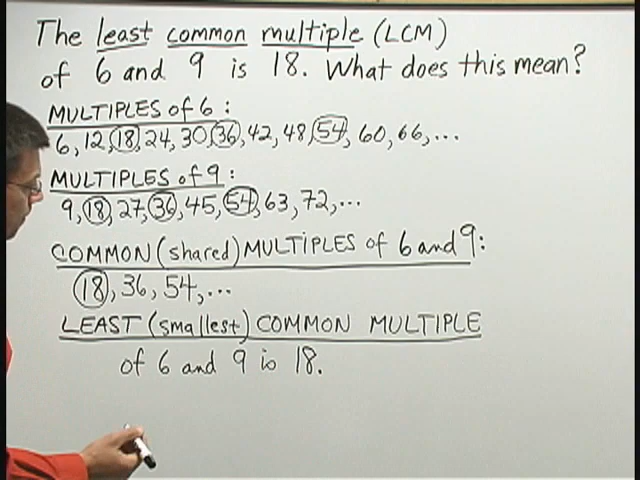 The least common multiple (LCM)
of 6 and 9 is 18. What does this mean?
MULTIPLES of 6:
6, 12, 18, 24, 30, 36, 42, 48, 54, 60, 66, ...
MULTIPLES of 9:
9, 18, 27, 36, 45, 54, 63, 72, ...
COMMON (shared) MULTIPLES of 6 and 9:
18, 36, 54, ...
LEAST (smallest) COMMON MULTIPLE
of 6 and 9 is 18.